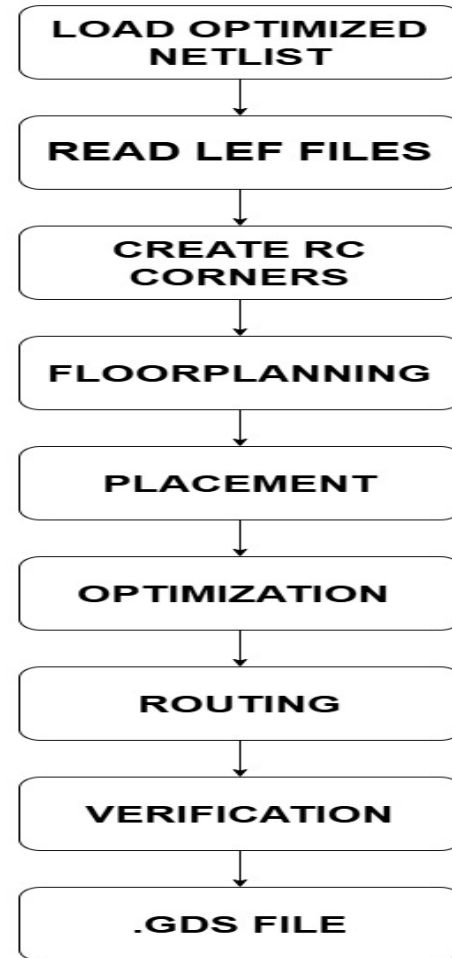 LOAD OPTIMIZED
NETLIST
READ LEF FILES
CREATE RC
CORNERS
FLOORPLANNING
PLACEMENT
OPTIMIZATION
ROUTING
VERIFICATION
.GDS FILE